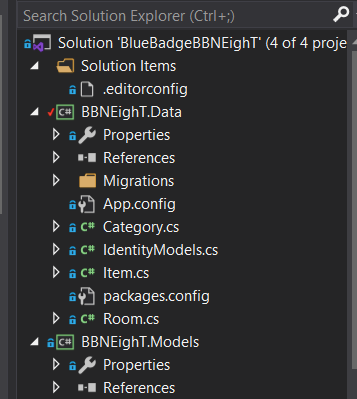 Search Solution Explorer (Ctrl+;)
Solution 'BlueBadgeBBNEighT' (4 of 4 proje
Solution Items
.editorconfig
C# BBNEighT.Data
Properties
References
Migrations
App.config
C# Category.cs
C# IdentityModels.cs
C# Item.cs
packages.config
C# Room.cs
C# BBNEighT.Models
Properties
References